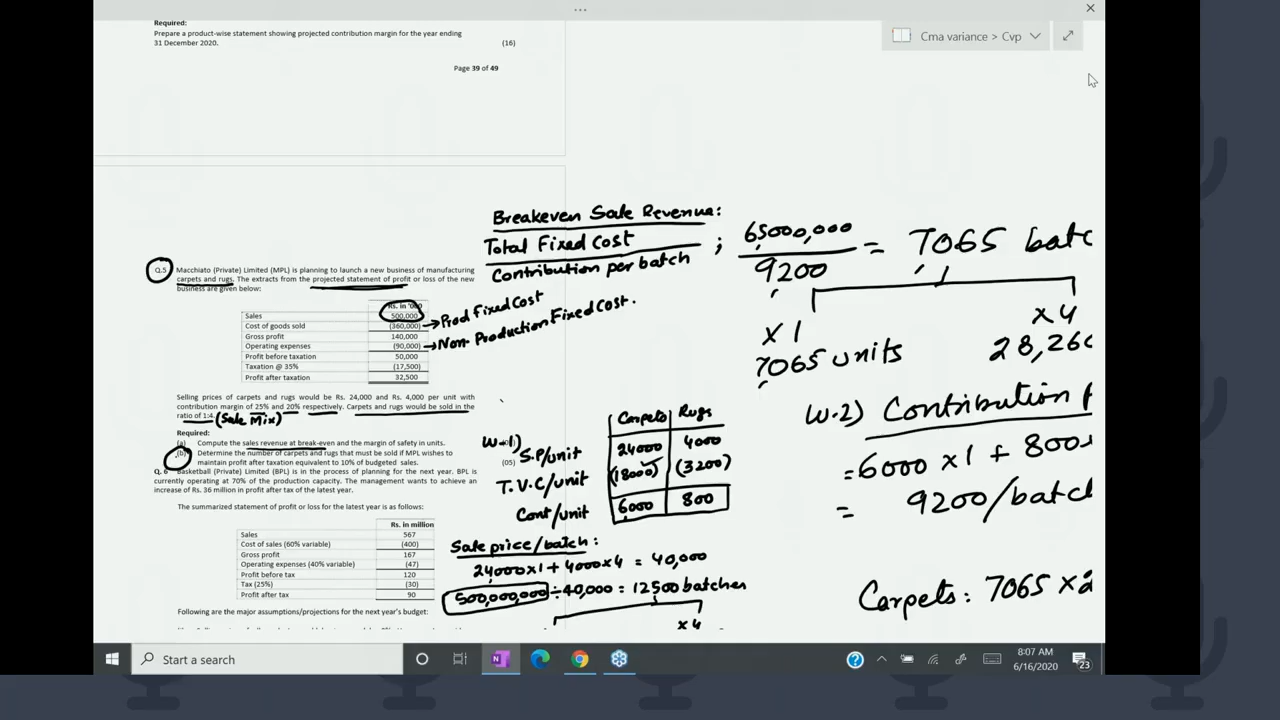 Required:
Prepare a product-wise statement showing projected contribution margin for the year ending
31 December 2020. (16)
Page 39 of 49
Cma variance > Cvp
Q.5 Macchiato (Private) Limited (MPL) is planning to launch a new business of manufacturing
carpets and rugs. The extracts from the projected statement of profit or loss of the new
business are given below:
Rs. in '000
Sales 500,000
Cost of goods sold (360,000) → Prod Fixed Cost
Gross profit 140,000
Operating expenses (90,000) → Non-Production Fixed Cost.
Profit before taxation 50,000
Taxation @ 35% (17,500)
Profit after taxation 32,500
Selling prices of carpets and rugs would be Rs. 24,000 and Rs. 4,000 per unit with
contribution margin of 25% and 20% respectively. Carpets and rugs would be sold in the
ratio of 1:4. (Sale Mix)
Required:
(a) Compute the sales revenue at break-even and the margin of safety in units.
(b) Determine the number of carpets and rugs that must be sold if MPL wishes to (05)
maintain profit after taxation equivalent to 10% of budgeted sales.
Q. 6 Basketball (Private) Limited (BPL) is in the process of planning for the next year. BPL is
currently operating at 70% of the production capacity. The management wants to achieve an
increase of Rs. 36 million in profit after tax of the latest year.
The summarized statement of profit or loss for the latest year is as follows:
Rs. in million
Sales 567
Cost of sales (60% variable) (400)
Gross profit 167
Operating expenses (40% variable) (47)
Profit before tax 120
Tax (25%) (30)
Profit after tax 90
Following are the major assumptions/projections for the next year's budget:
Breakeven Sale Revenue:
Total Fixed Cost
Contribution per batch
; 65000,000
9200
= 7065 batc
x 1
7065 units
x 4
28,260
W-1)
Carpets Rugs
S.P/unit 24000 4000
T.V.C/unit (18000) (3200)
Cont/unit 6000 800
Sale price/batch:
24,000x1 + 4000x4 = 40,000
500,000,000 ÷ 40,000 = 12500 batches
x 4
W.2) Contribution
= 6000 x 1 + 800
= 9200/batch
Carpets: 7065 x 2
Start a search
8:07 AM
6/16/2020
23